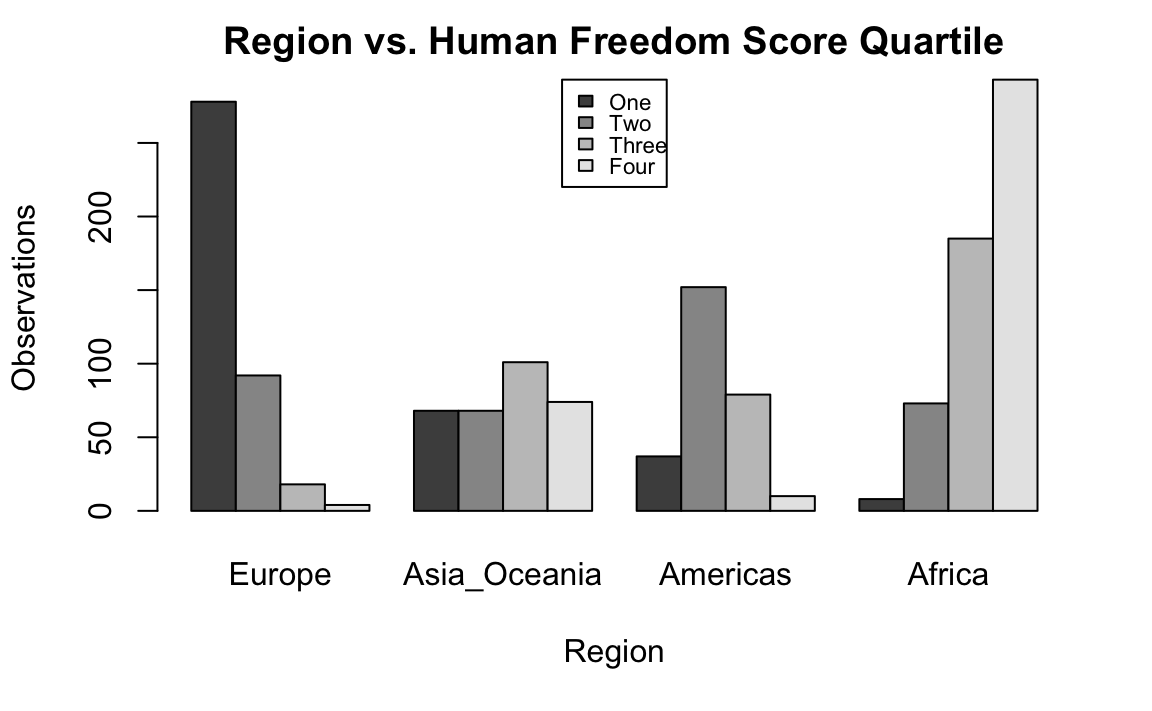 Region vs. Human Freedom Score Quartile
One
Two
Three
Four
Observations
200
100
50
0
Europe
Asia_Oceania
Americas
Africa
Region